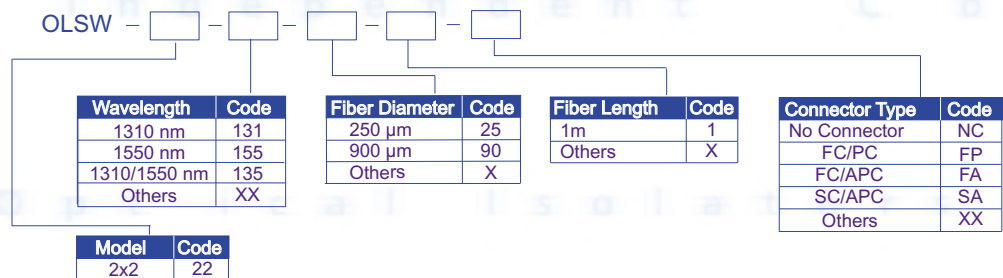 I n d e p e n d e n t C o
OLSW – – – – –
Wavelength Code
1310 nm 131
1550 nm 155
1310/1550 nm 135
Others XX
Fiber Diameter Code
250 µm 25
900 µm 90
Others X
Fiber Length Code
1m 1
Others X
Connector Type Code
No Connector NC
FC/PC FP
FC/APC FA
SC/APC SA
Others XX
O p t i c a l I s o l a t o r s
Model Code
2x2 22